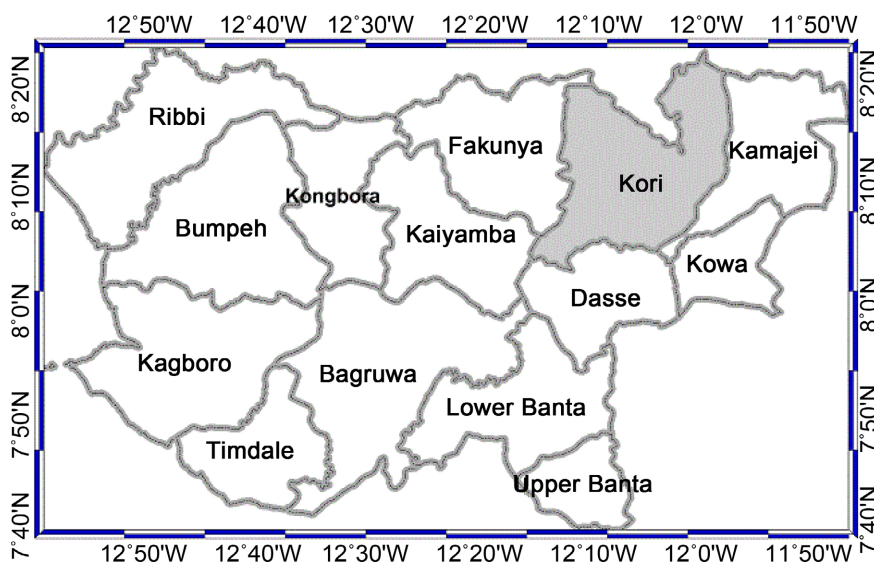 12˚50'W 12˚40'W 12˚30'W 12˚20'W 12˚10'W 12˚0'W 11˚50'W
8˚20'N
8˚20'N
Ribbi
Fakunya
Kamajei
Kori
8˚10'N
8˚10'N
Kongbora
Bumpeh
Kaiyamba
Kowa
8˚0'N
8˚0'N
Dasse
Kagboro
Bagruwa
Lower Banta
7˚50'N
7˚50'N
Timdale
Upper Banta
7˚40'N
7˚40'N
12˚50'W 12˚40'W 12˚30'W 12˚20'W 12˚10'W 12˚0'W 11˚50'W